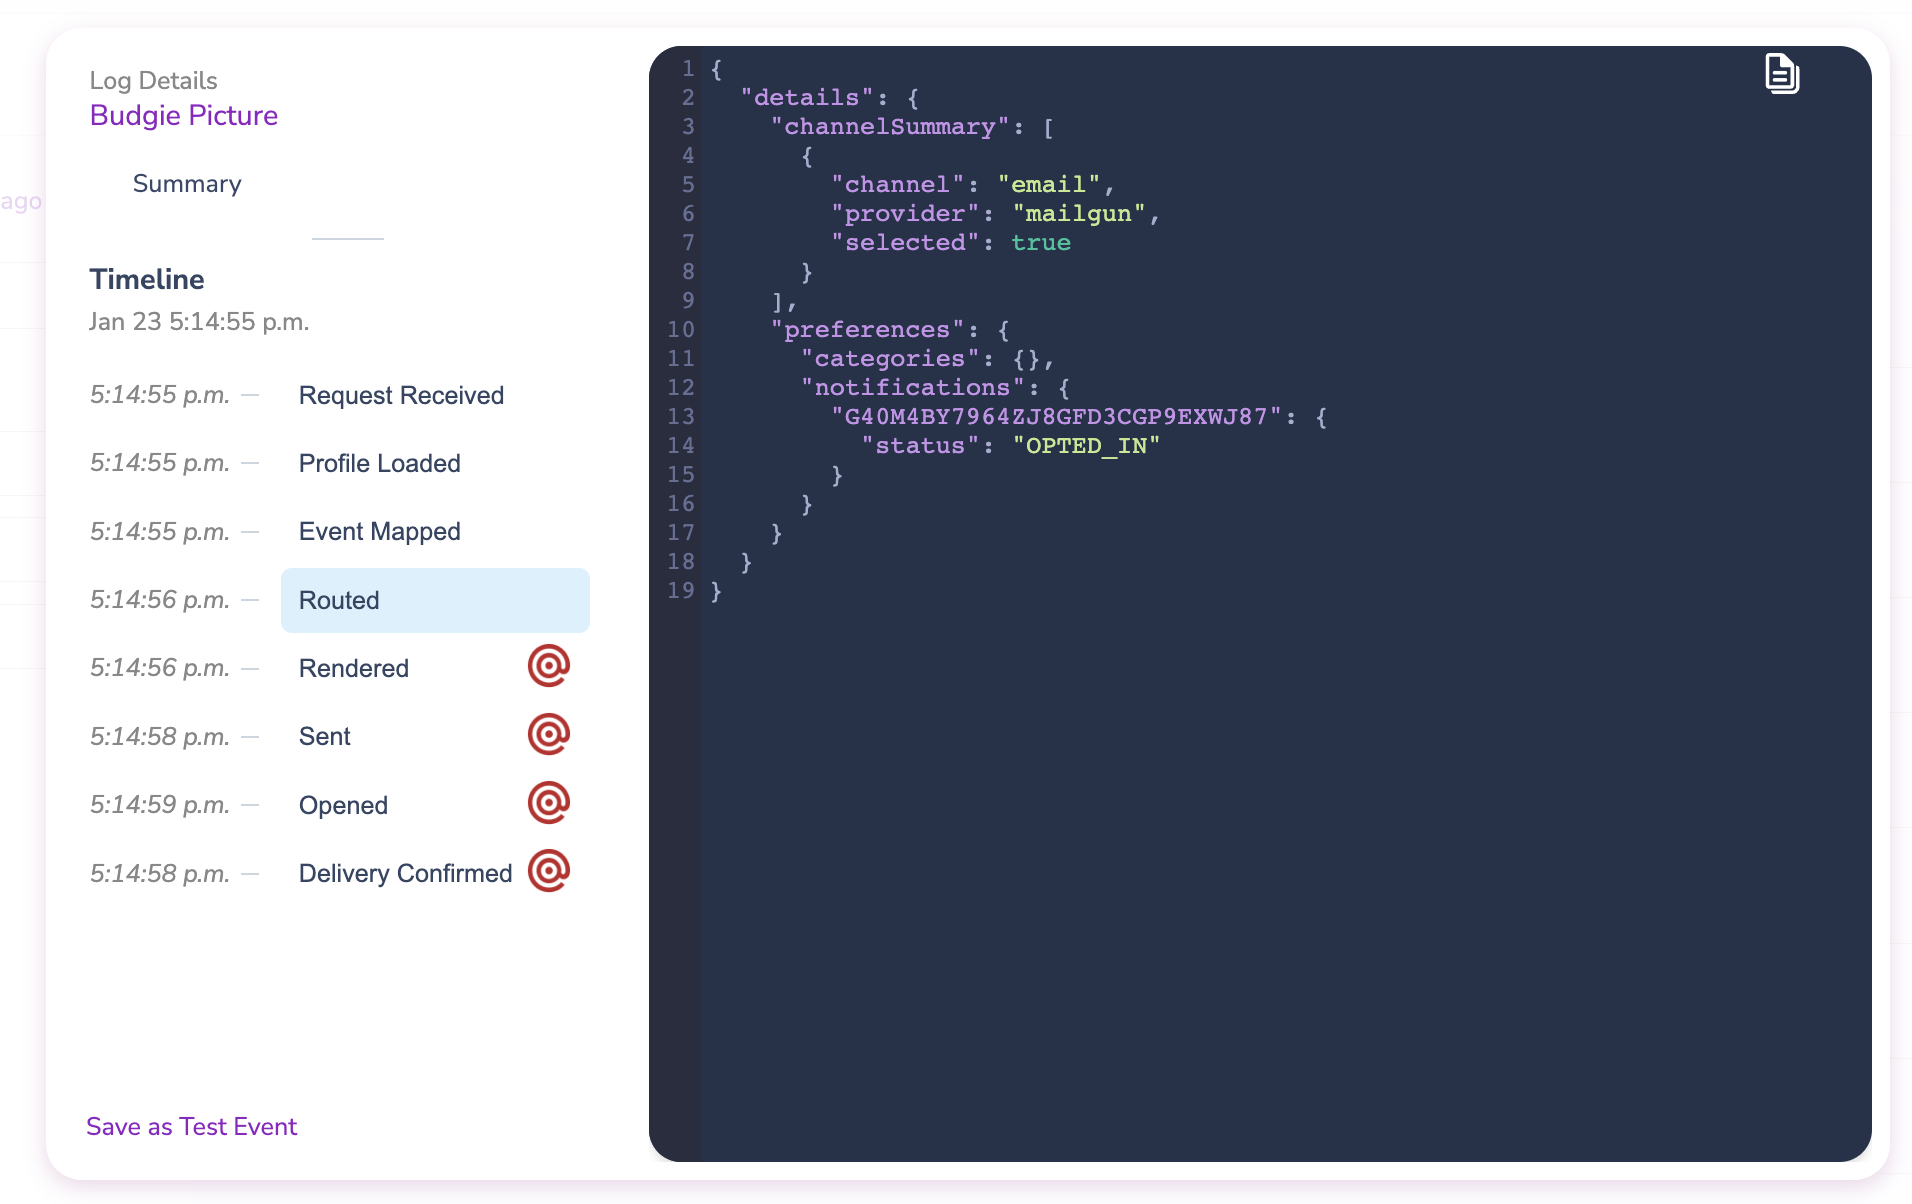 ago
Log Details
Budgie Picture
Summary
Timeline
Jan 23 5:14:55 p.m.
5:14:55 p.m. — Request Received
5:14:55 p.m. — Profile Loaded
5:14:55 p.m. — Event Mapped
5:14:56 p.m. — Routed
5:14:56 p.m. — Rendered
5:14:58 p.m. — Sent
5:14:59 p.m. — Opened
5:14:58 p.m. — Delivery Confirmed
Save as Test Event
1 {
2   "details": {
3     "channelSummary": [
4       {
5         "channel": "email",
6         "provider": "mailgun",
7         "selected": true
8       }
9     ],
10     "preferences": {
11       "categories": {},
12       "notifications": {
13         "G40M4BY7964ZJ8GFD3CGP9EXWJ87": {
14           "status": "OPTED_IN"
15         }
16       }
17     }
18   }
19 }